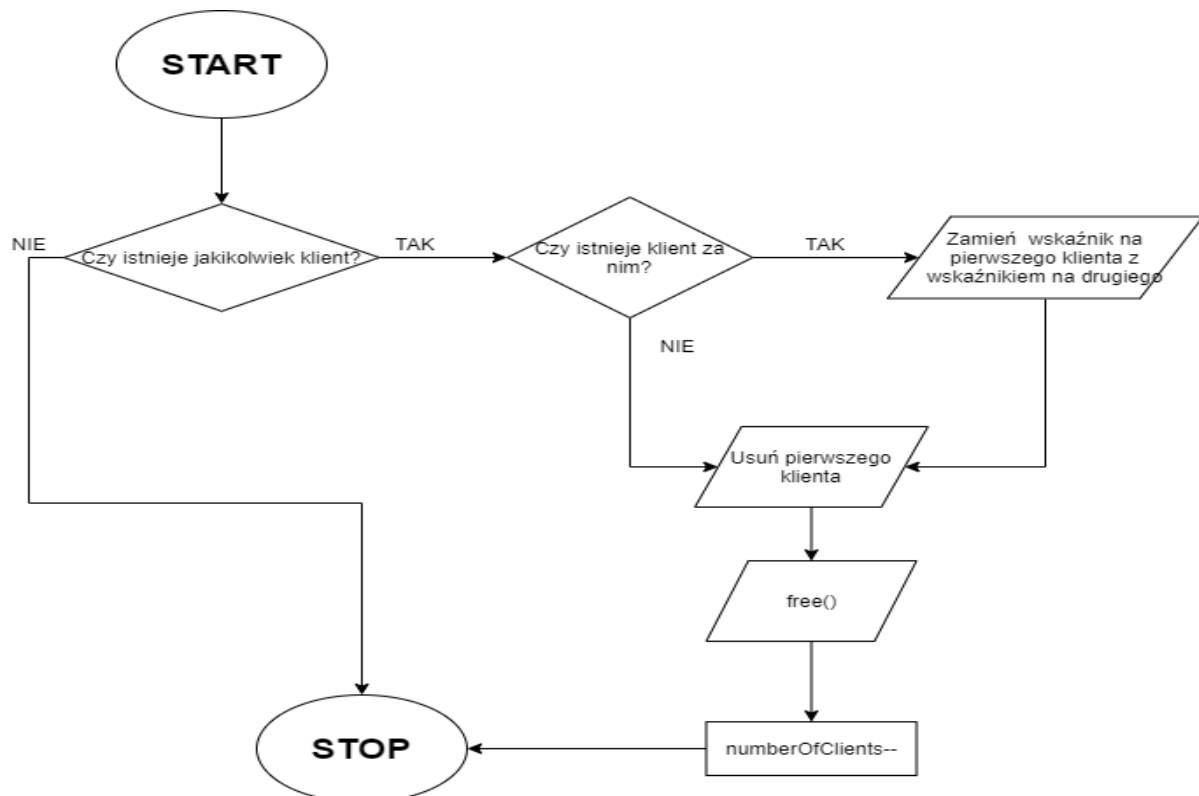 START
NIE
Czy istnieje jakikolwiek klient?
TAK
Czy istnieje klient za
nim?
TAK
Zamień wskaźnik na
pierwszego klienta z
wskaźnikiem na drugiego
NIE
Usuń pierwszego
klienta
free()
numberOfClients--
STOP